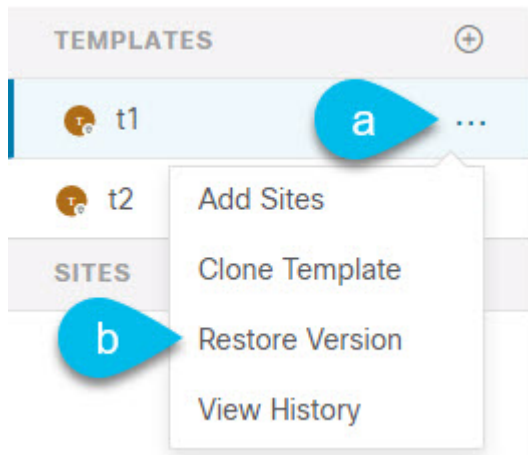 TEMPLATES
t1
a
...
t2
Add Sites
Clone Template
SITES
Restore Version
b
View History